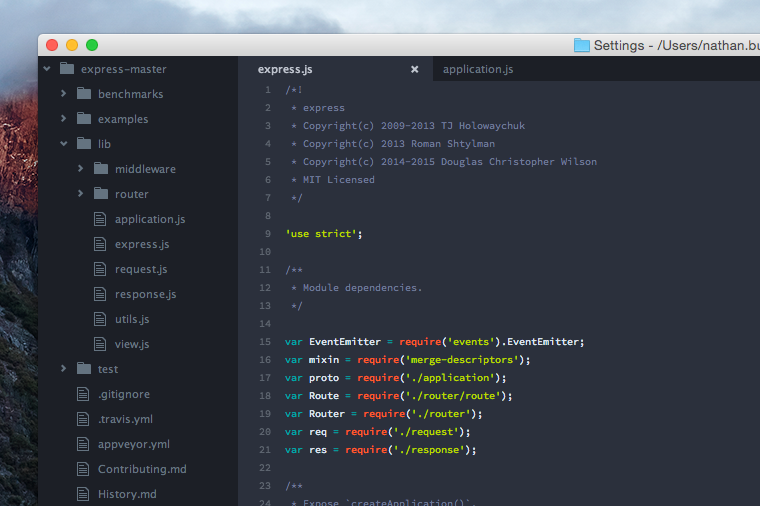 Settings - /Users/nathan.bu
express-master
benchmarks
examples
lib
middleware
router
application.js
express.js
request.js
response.js
utils.js
view.js
test
.gitignore
.travis.yml
appveyor.yml
Contributing.md
History.md
express.js
application.js
1 /*!
2 * express
3 * Copyright(c) 2009-2013 TJ Holowaychuk
4 * Copyright(c) 2013 Roman Shtylman
5 * Copyright(c) 2014-2015 Douglas Christopher Wilson
6 * MIT Licensed
7 */
8
9 'use strict';
10
11 /**
12 * Module dependencies.
13 */
14
15 var EventEmitter = require('events').EventEmitter;
16 var mixin = require('merge-descriptors');
17 var proto = require('./application');
18 var Route = require('./router/route');
19 var Router = require('./router');
20 var req = require('./request');
21 var res = require('./response');
22
23 /**
24 * Expose `createApplication()`.